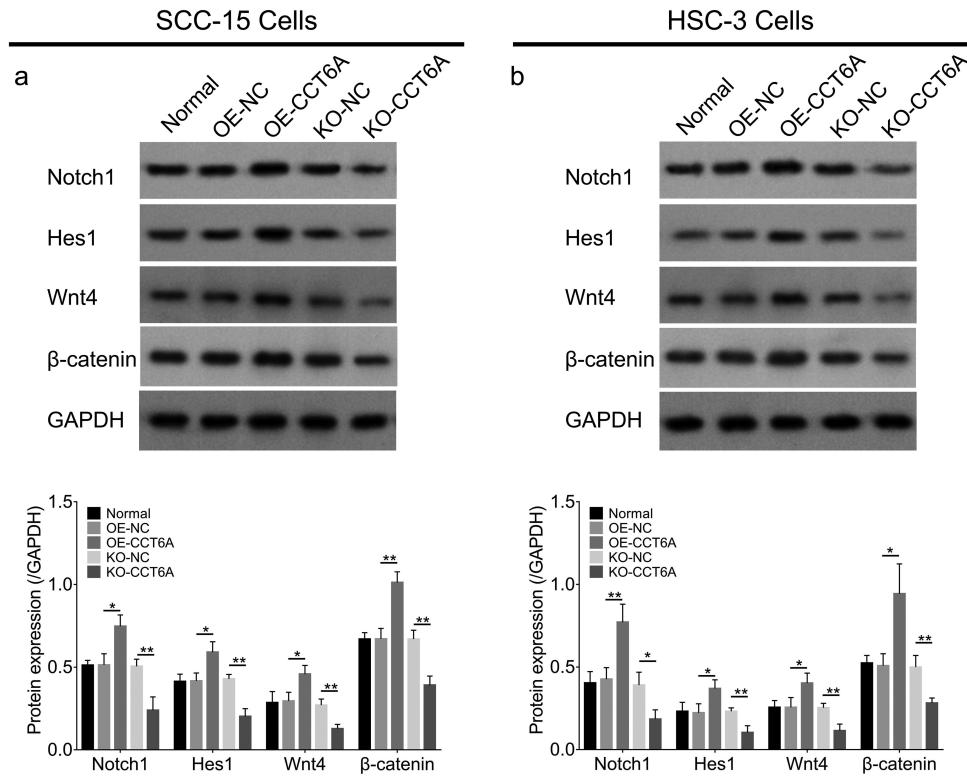 SCC-15 Cells
HSC-3 Cells
a
Normal
OE-NC
OE-CCT6A
KO-NC
KO-CCT6A
Notch1
Hes1
Wnt4
β-catenin
GAPDH
b
Normal
OE-NC
OE-CCT6A
KO-NC
KO-CCT6A
Notch1
Hes1
Wnt4
β-catenin
GAPDH
Protein expression (/GAPDH)
1.5
1.0
0.5
0.0
Normal
OE-NC
OE-CCT6A
KO-NC
KO-CCT6A
*
**
*
**
*
**
**
**
Notch1 Hes1 Wnt4 β-catenin
Protein expression (/GAPDH)
1.5
1.0
0.5
0.0
Normal
OE-NC
OE-CCT6A
KO-NC
KO-CCT6A
**
*
*
**
*
**
*
**
Notch1 Hes1 Wnt4 β-catenin